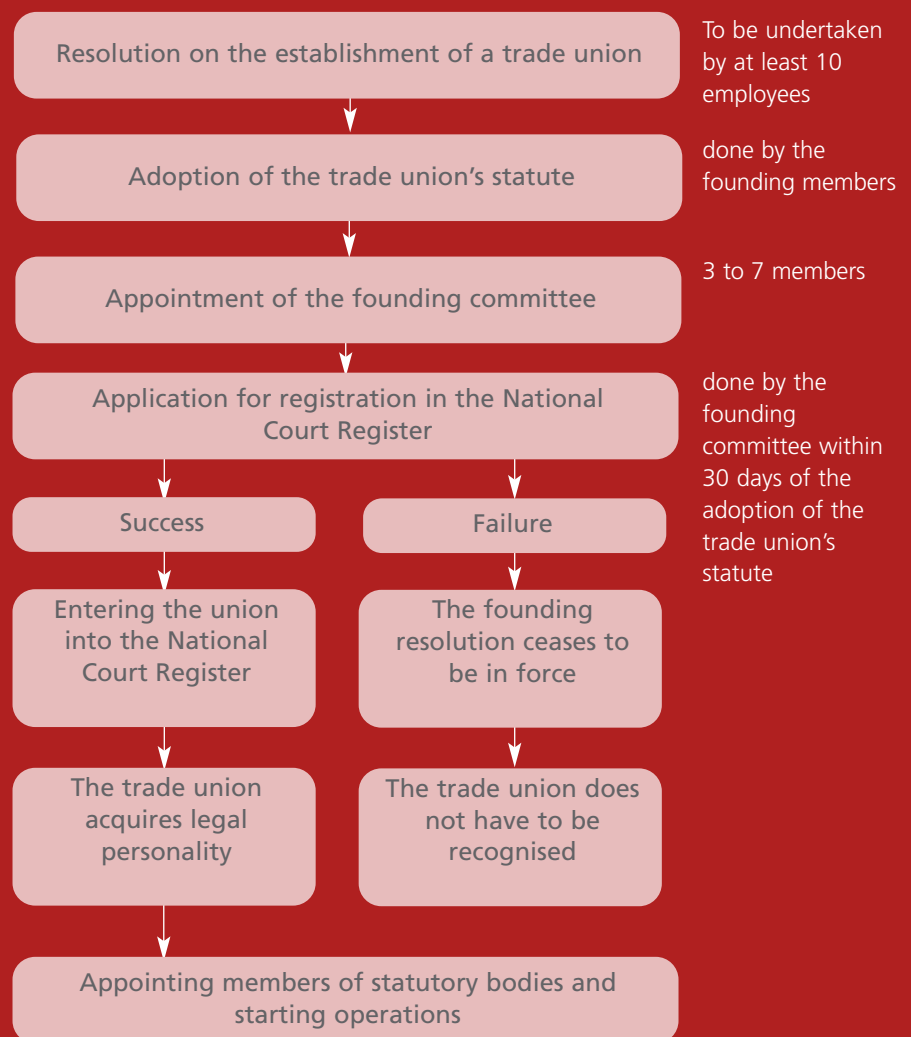 Resolution on the establishment of a trade union
To be undertaken
by at least 10
employees
Adoption of the trade union’s statute
done by the
founding members
Appointment of the founding committee
3 to 7 members
Application for registration in the National
Court Register
done by the
founding
committee within
30 days of the
adoption of the
trade union’s
statute
Success
Failure
Entering the union
into the National
Court Register
The founding
resolution ceases to
be in force
The trade union
acquires legal
personality
The trade union does
not have to be
recognised
Appointing members of statutory bodies and
starting operations